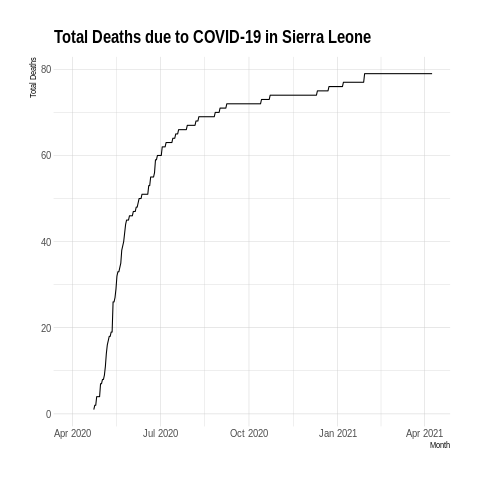 Total Deaths due to COVID-19 in Sierra Leone
Total Deaths
80
60
40
20
0
Apr 2020 Jul 2020 Oct 2020 Jan 2021 Apr 2021
Month